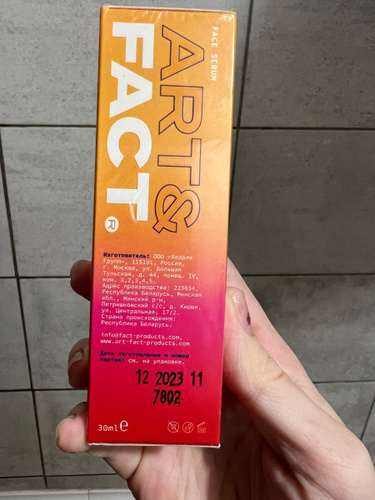 FACE SERUM
ART&
FACT®
Изготовитель: ООО «Кефли
Групп», 115191, Россия,
г. Москва, ул. Большая
Тульская, д. 44, помещ. IV,
ком. 1,2,3,4,5.
Адрес производства: 223034,
Республика Беларусь, Минская
обл., Минский р-н,
Петришковский с/с, д. Кирши,
ул. Центральная, 17/2.
Страна происхождения:
Республика Беларусь.
info@fact-products.com,
www.art-fact-products.com
Дата изготовления и номер
партии: см. на упаковке.
12 2023 11
7802
30ml℮